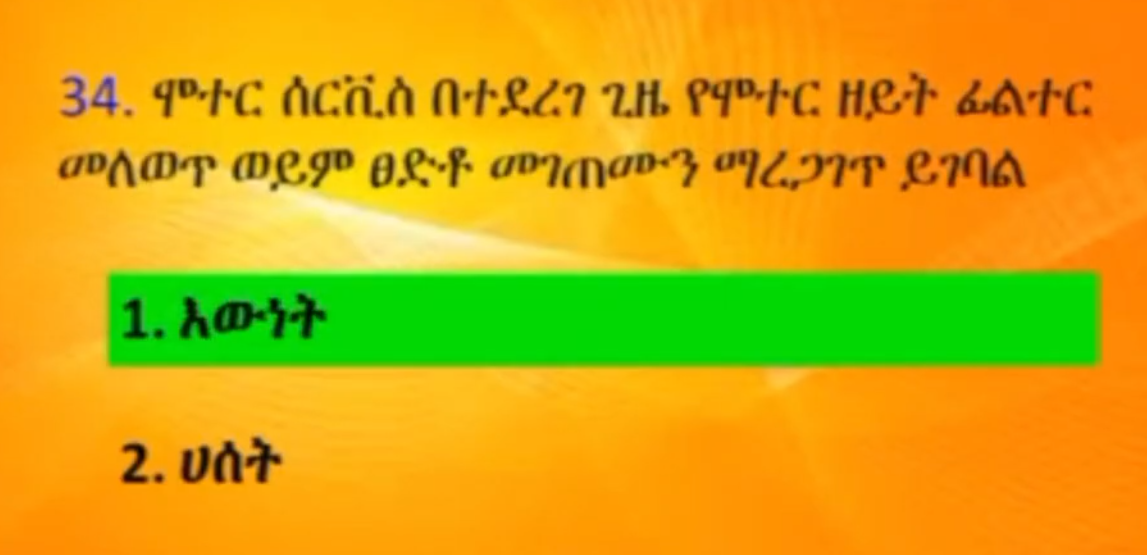 34. ሞተር ሰርቪስ በተደረገ ጊዜ የሞተር ዘይት ፊልተር
መለወጥ ወይም ፀድቶ መገጠሙን ማረጋገጥ ይገባል
1. እውነት
2. ሀሰት